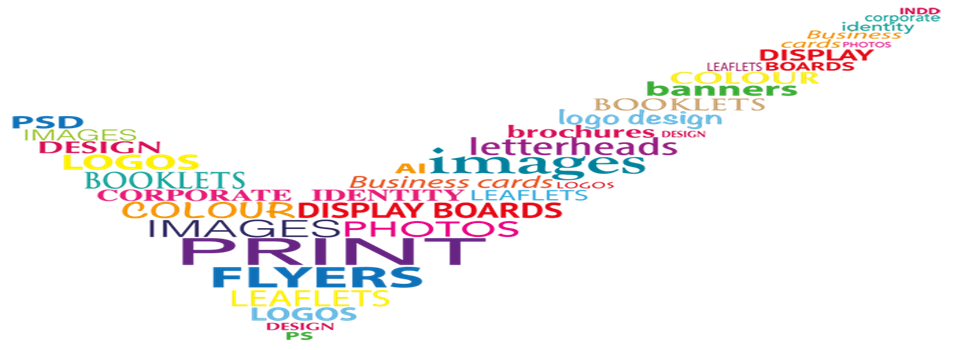 INDD
corporate
identity
Business
cards PHOTOS
DISPLAY
LEAFLETS BOARDS
COLOUR
banners
BOOKLETS
logo design
PSD
IMAGES
brochures DESIGN
DESIGN
letterheads
LOGOS
AI images
BOOKLETS
Business cards LOGOS
CORPORATE IDENTITY LEAFLETS
COLOUR DISPLAY BOARDS
IMAGES PHOTOS
PRINT
FLYERS
LEAFLETS
LOGOS
DESIGN
PS